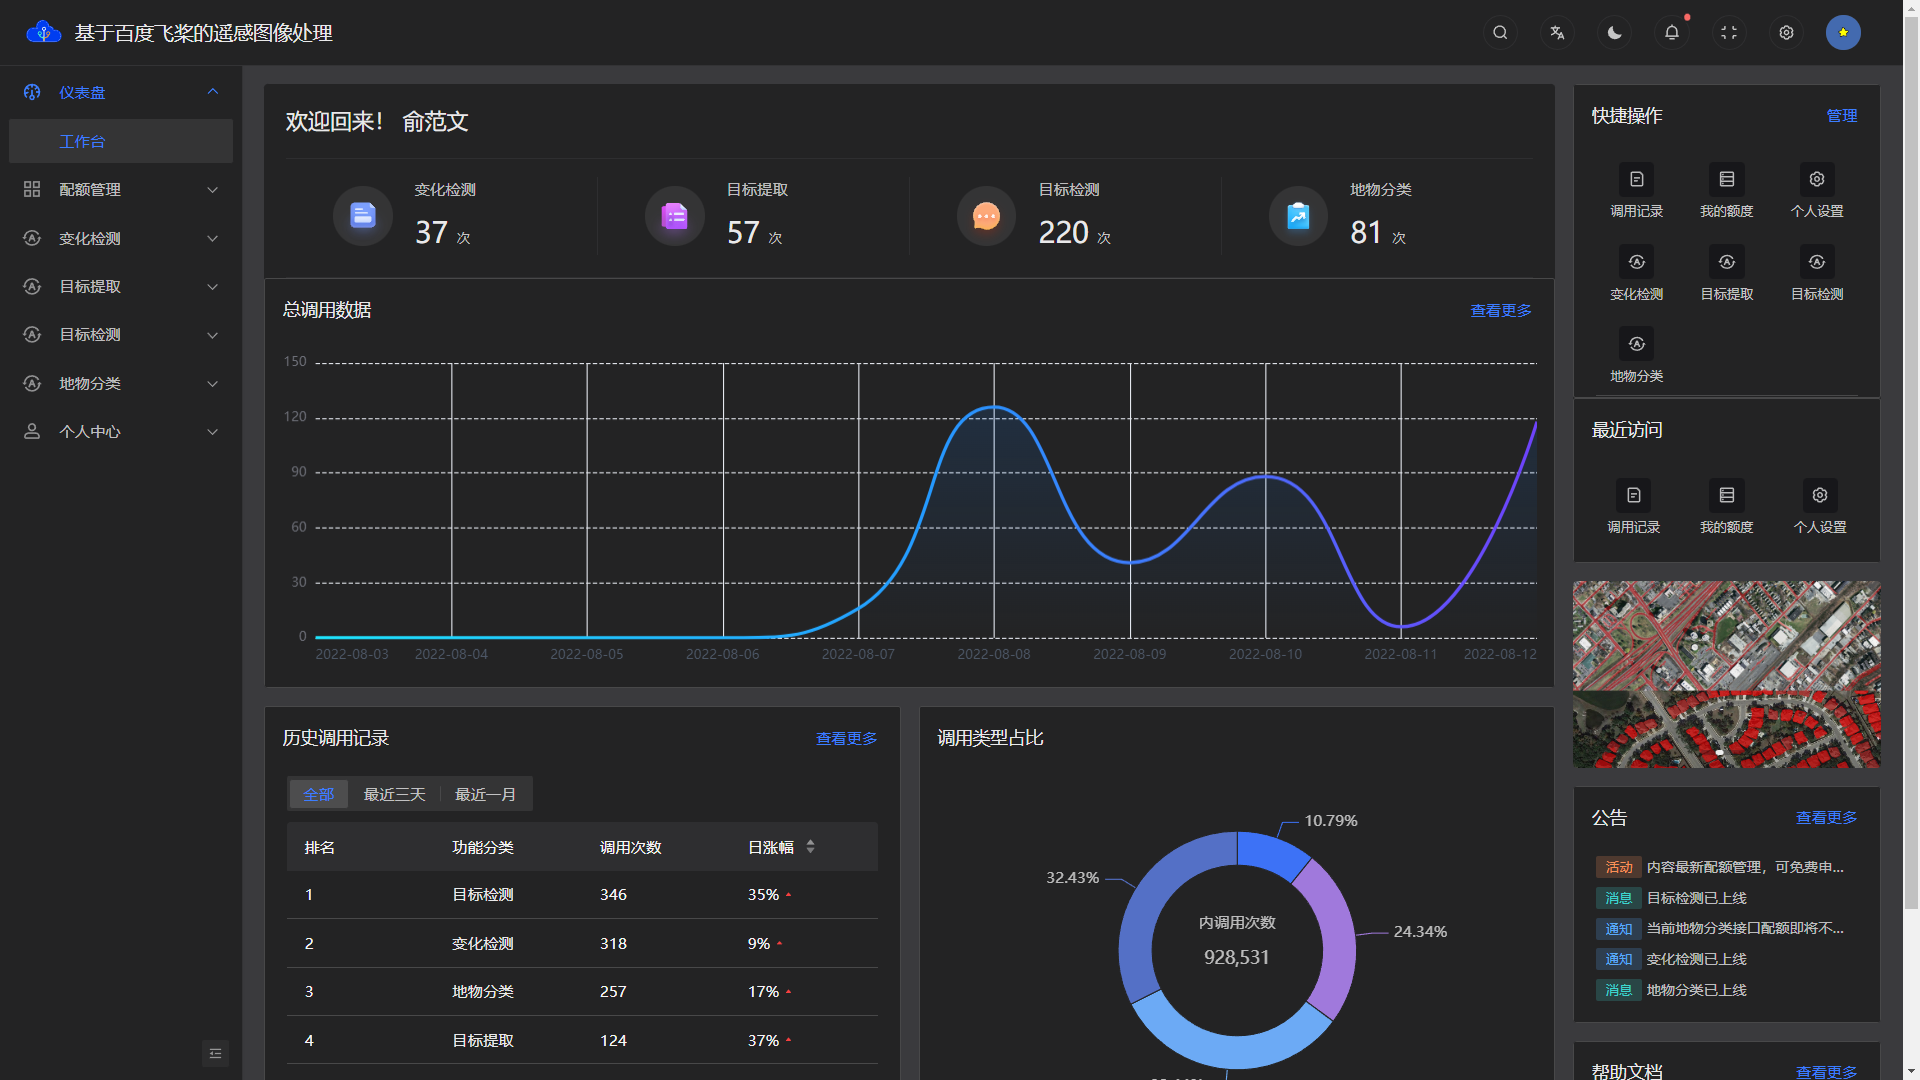 基于百度飞桨的遥感图像处理
仪表盘
工作台
配额管理
变化检测
目标提取
目标检测
地物分类
个人中心
欢迎回来！ 俞范文
变化检测
37 次
目标提取
57 次
目标检测
220 次
地物分类
81 次
总调用数据 查看更多
150
120
90
60
30
0
2022-08-03 2022-08-04 2022-08-05 2022-08-06 2022-08-07 2022-08-08 2022-08-09 2022-08-10 2022-08-11 2022-08-12
历史调用记录 查看更多
全部 最近三天 最近一月
排名 功能分类 调用次数 日涨幅
1 目标检测 346 35%
2 变化检测 318 9%
3 地物分类 257 17%
4 目标提取 124 37%
调用类型占比
10.79%
32.43%
24.34%
内调用次数
928,531
快捷操作 管理
调用记录 我的额度 个人设置
变化检测 目标提取 目标检测
地物分类
最近访问
调用记录 我的额度 个人设置
公告 查看更多
活动 内容最新配额管理，可免费申...
消息 目标检测已上线
通知 当前地物分类接口配额即将不...
通知 变化检测已上线
消息 地物分类已上线
帮助文档 查看更多